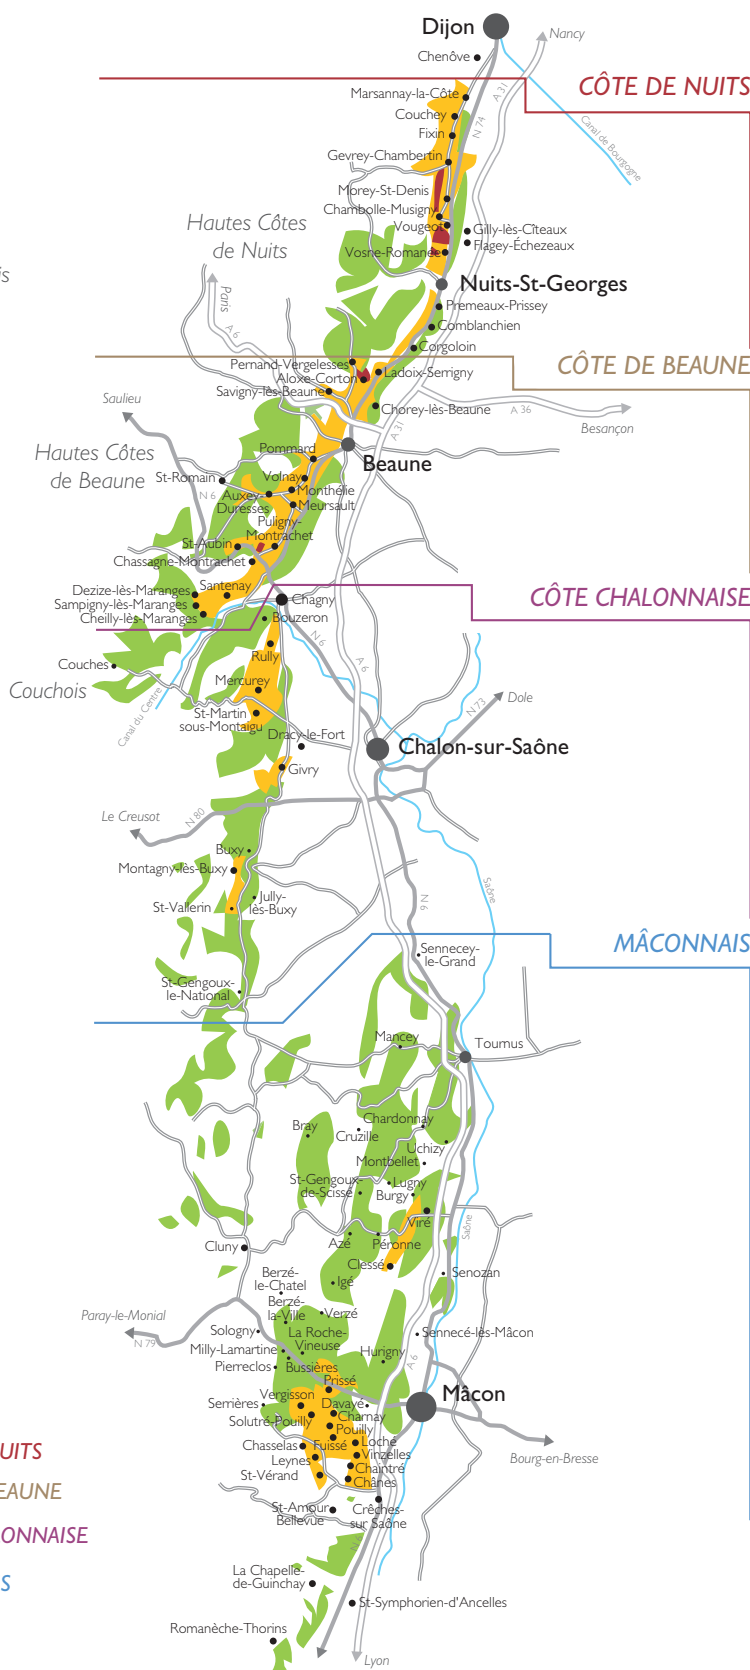 Dijon
Nancy
Chenôve
CÔTE DE NUITS
A 31
Marsannay-la-Côte
Couchey
N 74
Canal de Bourgogne
Fixin
Gevrey-Chambertin
Morey-St-Denis
Chambolle-Musigny
Hautes Côtes
de Nuits
Vougeot
Gilly-lès-Cîteaux
Flagey-Échezeaux
Vosne-Romanée
is
Nuits-St-Georges
Paris
Premeaux-Prissey
A 6
Comblanchien
Corgoloin
CÔTE DE BEAUNE
Pernand-Vergelesses
Aloxe-Corton
Ladoix-Serrigny
Savigny-lès-Beaune
Saulieu
Chorey-lès-Beaune
A 36
Besançon
A 31
Hautes Côtes
de Beaune
Pommard
Beaune
St-Romain
Volnay
N 6
Auxey-
Duresses
Monthélie
Meursault
Puligny-
Montrachet
St-Aubin
Chassagne-Montrachet
Dezize-lès-Maranges
Santenay
CÔTE CHALONNAISE
Sampigny-lès-Maranges
Chagny
Cheilly-lès-Maranges
Bouzeron
N 6
Rully
A 6
Couches
Couchois
Mercurey
Canal du Centre
N 73
Dole
St-Martin
sous-Montaigu
Dracy-le-Fort
Chalon-sur-Saône
Givry
Le Creusot
N 80
Buxy
Montagny-lès-Buxy
Saône
Jully-
lès-Buxy
St-Vallerin
N 6
MÂCONNAIS
Sennecey-
le-Grand
St-Gengoux-
le-National
Mancey
Tournus
Chardonnay
Bray
Cruzille
Uchizy
Montbellet
St-Gengoux-
de-Scissé
Lugny
Burgy
Viré
Saône
Azé
Péronne
Cluny
Clessé
Berzé-
le-Chatel
Igé
Senozan
Berzé-
la-Ville
Verzé
Paray-le-Monial
N 79
Sologny
La Roche-
Vineuse
Sennecé-lès-Mâcon
Milly-Lamartine
Hurigny
Pierreclos
Bussières
A 6
Prissé
Mâcon
Vergisson
Serrières
Davayé
Solutré-Pouilly
Charnay
Pouilly
UITS
Chasselas
Fuissé
Loché
Vinzelles
Bourg-en-Bresse
Leynes
Chaintré
St-Vérand
Chânes
EAUNE
St-Amour
Bellevue
Crêches-
sur Saône
ONNAISE
N 6
La Chapelle-
de-Guinchay
S
St-Symphorien-d'Ancelles
Romanèche-Thorins
Lyon